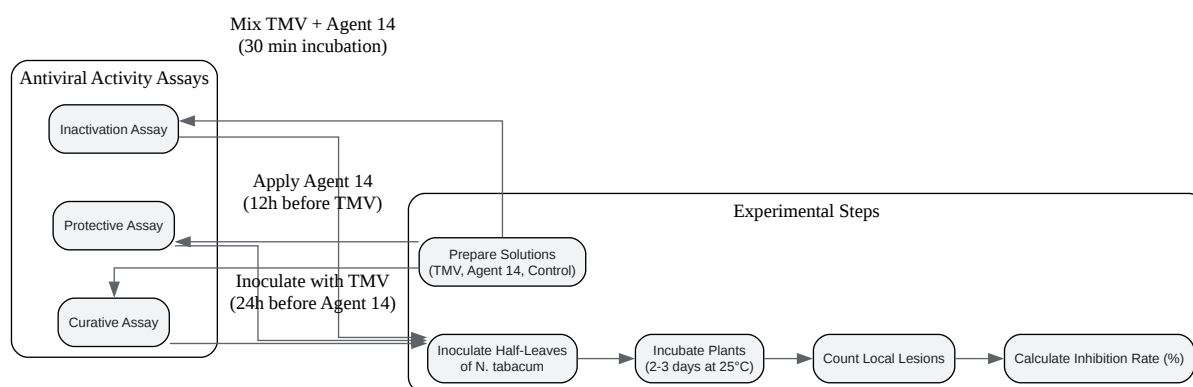 Mix TMV + Agent 14
(30 min incubation)
Antiviral Activity Assays
Inactivation Assay
Apply Agent 14
(12h before TMV)
Protective Assay
Experimental Steps
Prepare Solutions
(TMV, Agent 14, Control)
Inoculate with TMV
(24h before Agent 14)
Curative Assay
Inoculate Half-Leaves
of N. tabacum
Incubate Plants
(2-3 days at 25°C)
Count Local Lesions
Calculate Inhibition Rate (%)